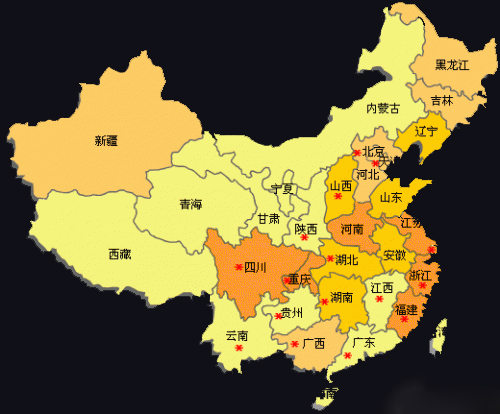 黑龙江
吉林
内蒙古
辽宁
新疆
北京
天
河北
宁夏
山西
山东
青海
甘肃
陕西
河南
江苏
西藏
四川
重庆
湖北
安徽
浙江
湖南
江西
贵州
福建
云南
广西
广东
南